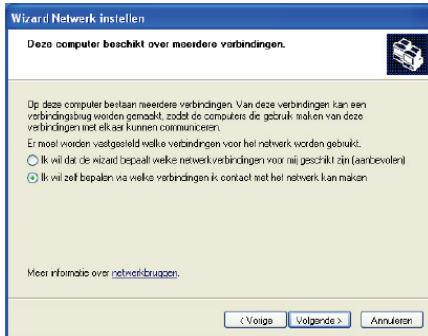 Wizard Netwerk instellen
Deze computer beschikt over meerdere verbindingen.
Op deze computer bestaan meerdere verbindingen. Van deze verbindingen kan een
verbindingsbrug worden gemaakt, zodat de computers die gebruik maken van deze
verbindingen met elkaar kunnen communiceren.
Er moet worden vastgesteld welke verbindingen voor het netwerk worden gebruikt.
Ik wil dat de wizard bepaalt welke netwerkverbindingen voor mij geschikt zijn (aanbevolen)
Ik wil zelf bepalen via welke verbindingen ik contact met het netwerk kan maken
Meer informatie over netwerkbruggen.
< Vorige Volgende > Annuleren